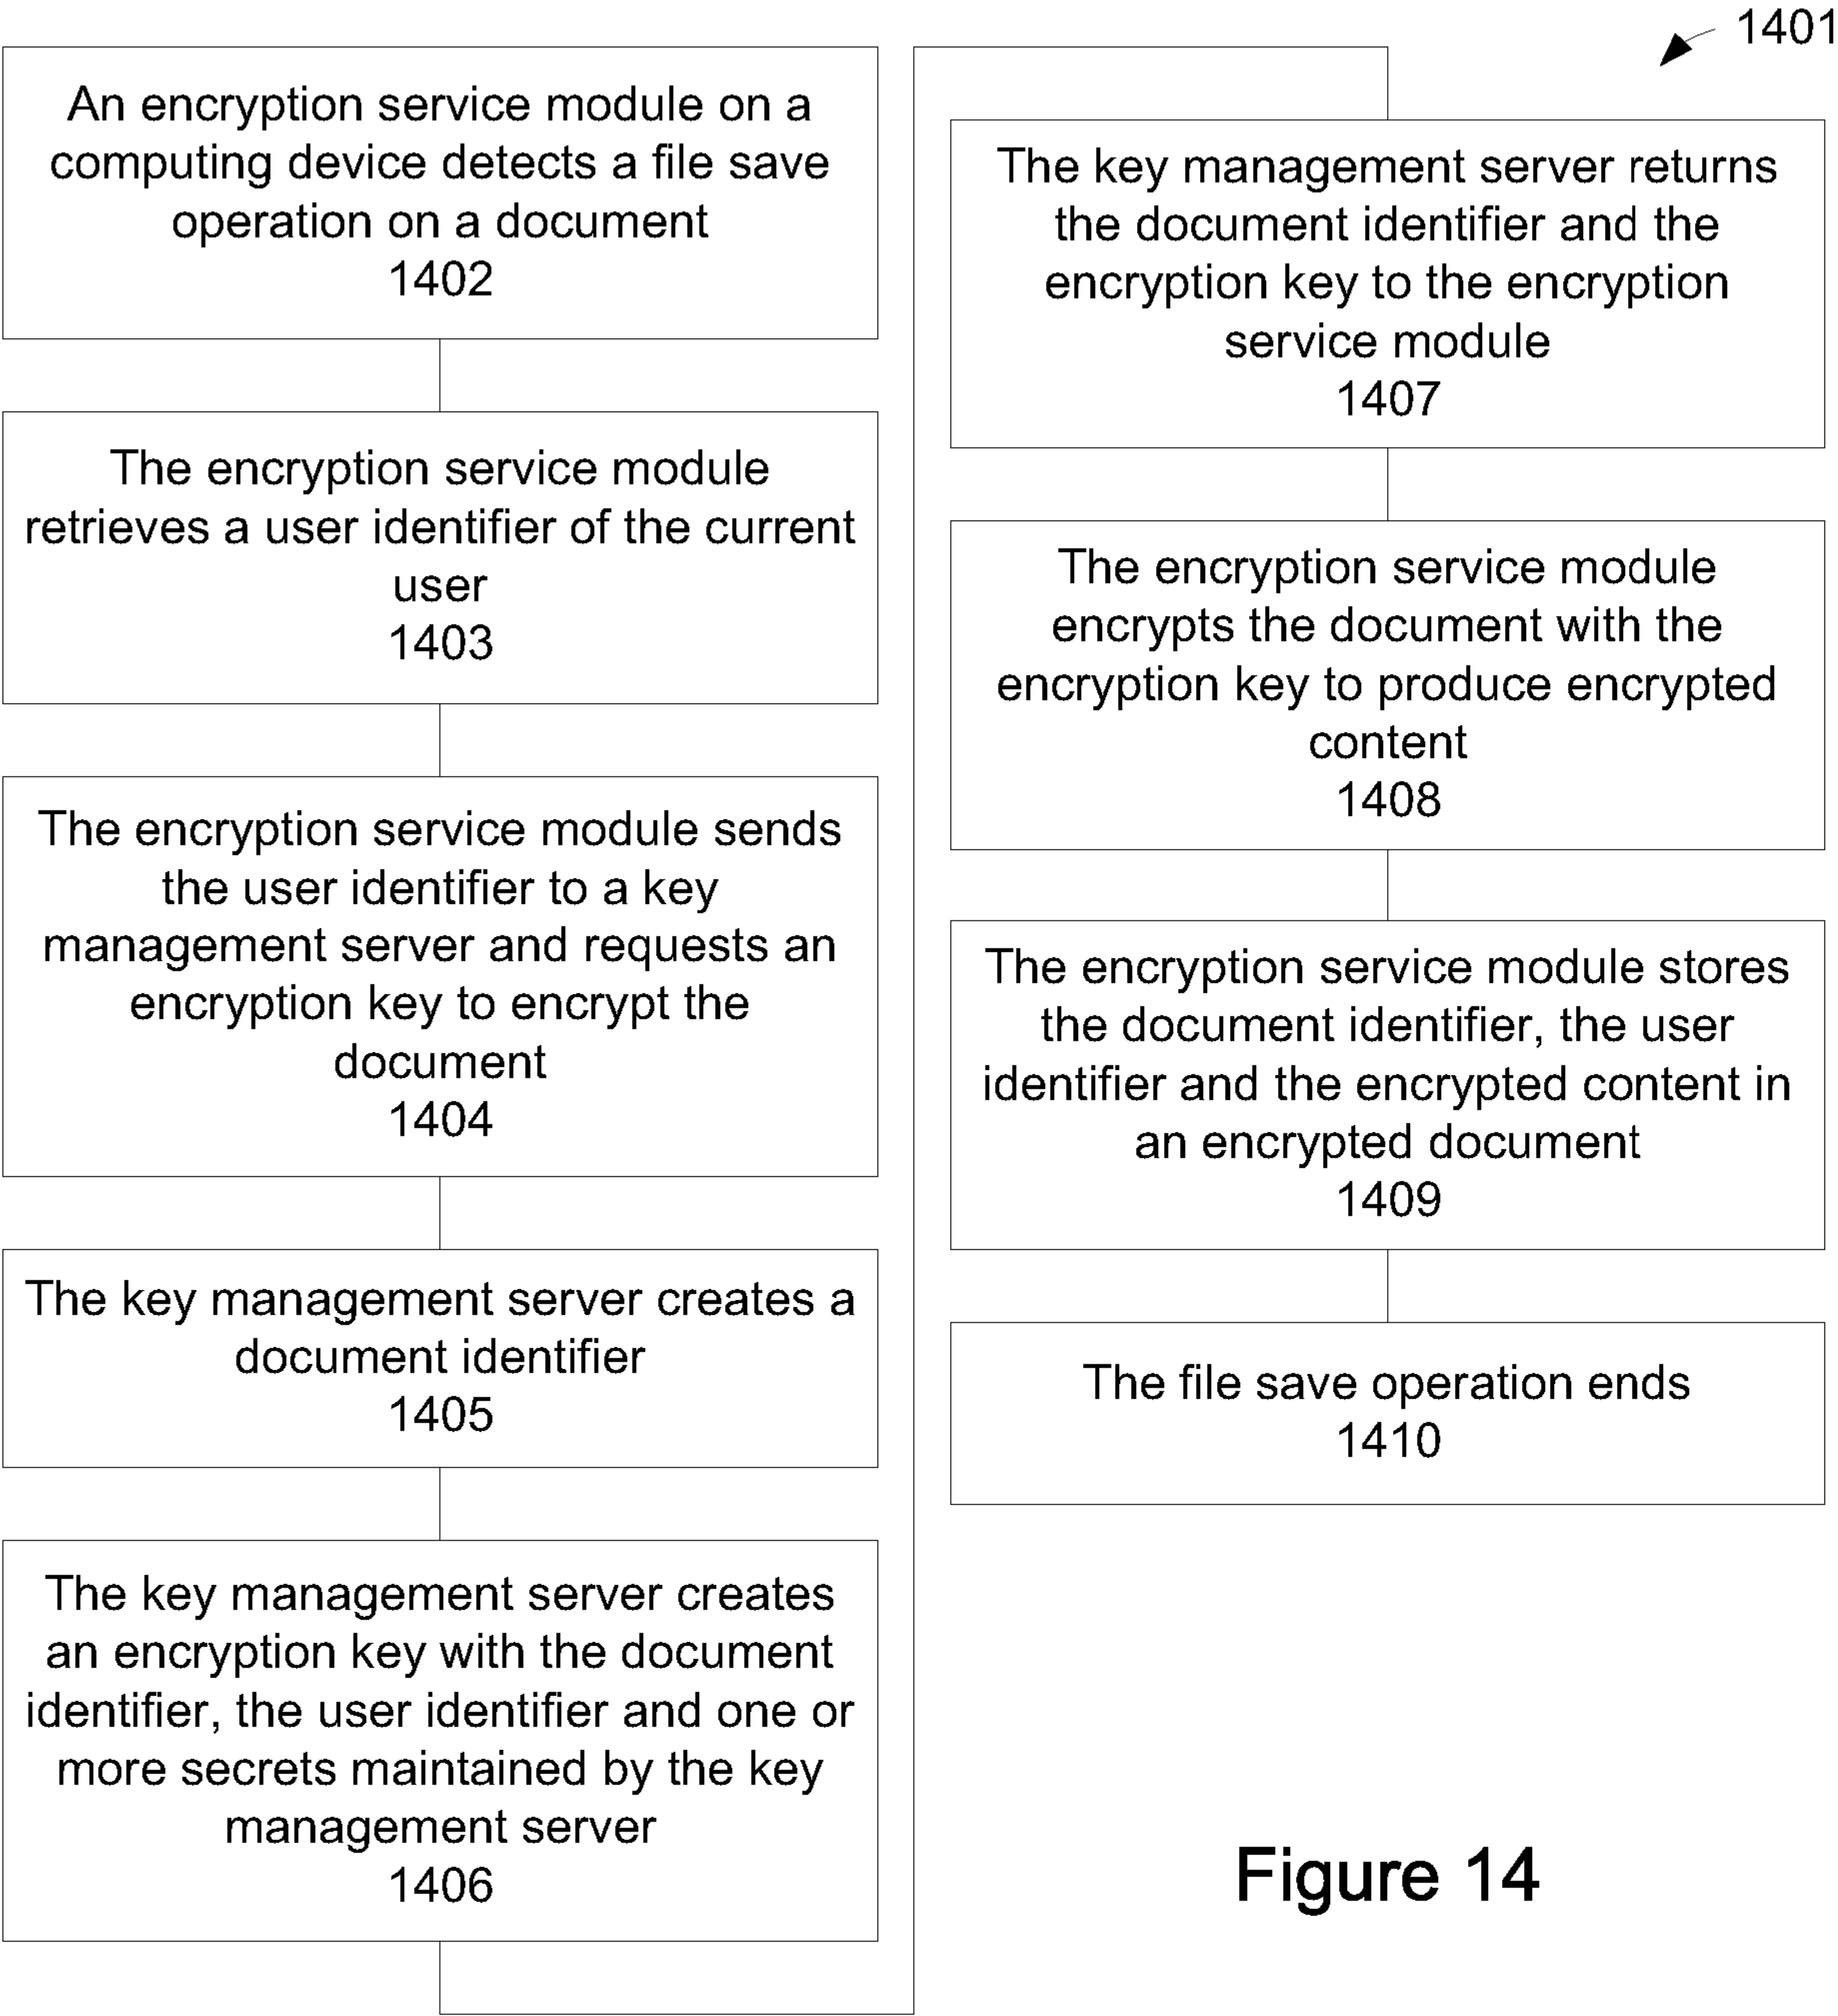 1401
An encryption service module on a
computing device detects a file save
operation on a document
1402
The encryption service module
retrieves a user identifier of the current
user
1403
The encryption service module sends
the user identifier to a key
management server and requests an
encryption key to encrypt the
document
1404
The key management server creates a
document identifier
1405
The key management server creates
an encryption key with the document
identifier, the user identifier and one or
more secrets maintained by the key
management server
1406
The key management server returns
the document identifier and the
encryption key to the encryption
service module
1407
The encryption service module
encrypts the document with the
encryption key to produce encrypted
content
1408
The encryption service module stores
the document identifier, the user
identifier and the encrypted content in
an encrypted document
1409
The file save operation ends
1410
Figure 14